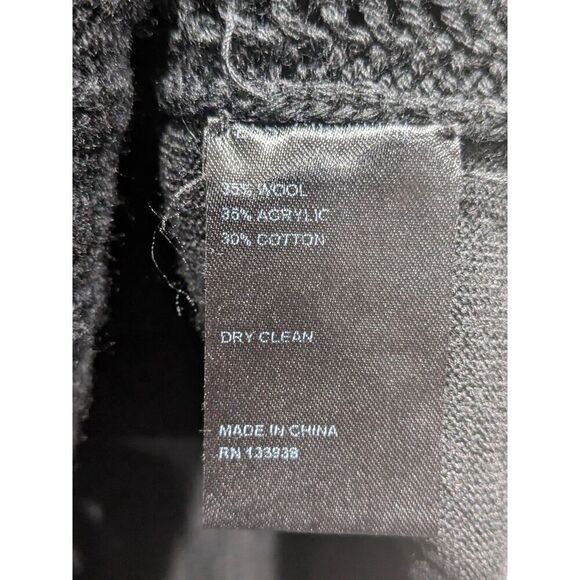 35% WOOL
35% ACRYLIC
30% COTTON
DRY CLEAN
MADE IN CHINA
RN 133938